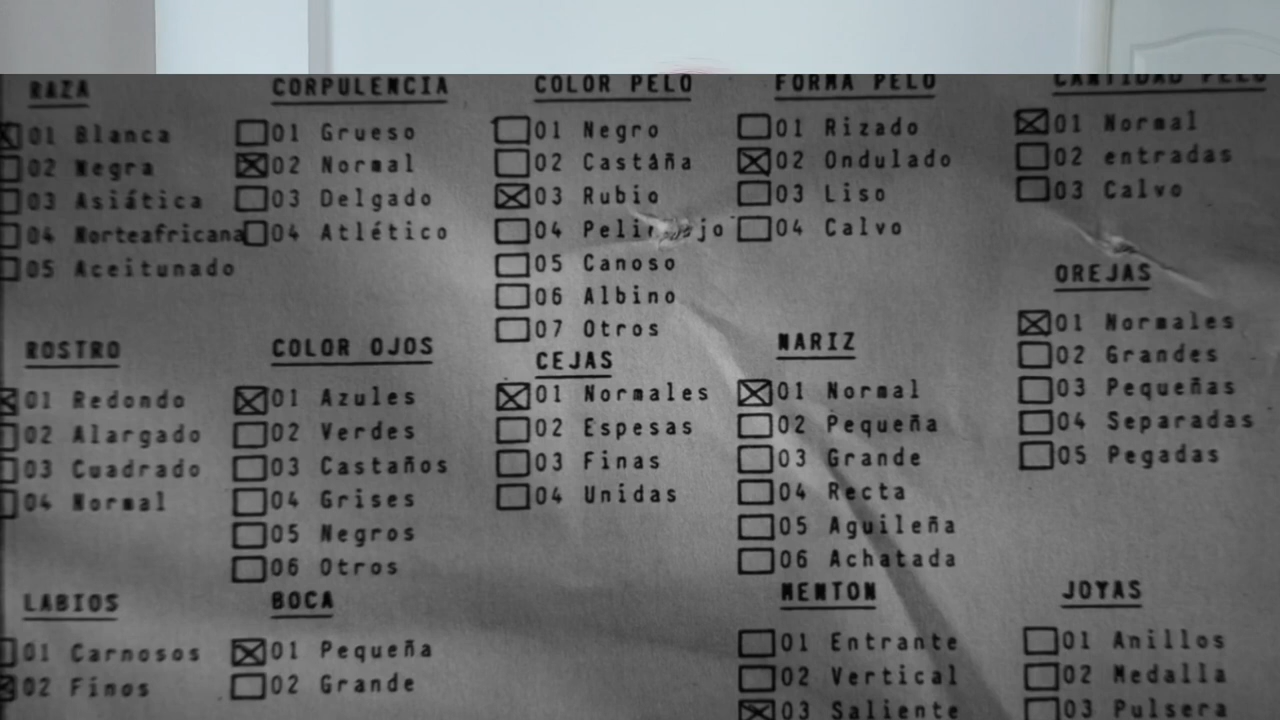 RAZA
01 Blanca
02 Negra
03 Asiática
04 Norteafricana
05 Aceitunado
CORPULENCIA
01 Grueso
02 Normal
03 Delgado
04 Atlético
COLOR PELO
01 Negro
02 Castaña
03 Rubio
04 Pelirrojo
05 Canoso
06 Albino
07 Otros
FORMA PELO
01 Rizado
02 Ondulado
03 Liso
04 Calvo
CANTIDAD PELO
01 Normal
02 entradas
03 Calvo
ROSTRO
01 Redondo
02 Alargado
03 Cuadrado
04 Normal
COLOR OJOS
01 Azules
02 Verdes
03 Castaños
04 Grises
05 Negros
06 Otros
CEJAS
01 Normales
02 Espesas
03 Finas
04 Unidas
NARIZ
01 Normal
02 Pequeña
03 Grande
04 Recta
05 Aguileña
06 Achatada
OREJAS
01 Normales
02 Grandes
03 Pequeñas
04 Separadas
05 Pegadas
LABIOS
01 Carnosos
02 Finos
BOCA
01 Pequeña
02 Grande
MENTON
01 Entrante
02 Vertical
03 Saliente
JOYAS
01 Anillos
02 Medalla
03 Pulsera